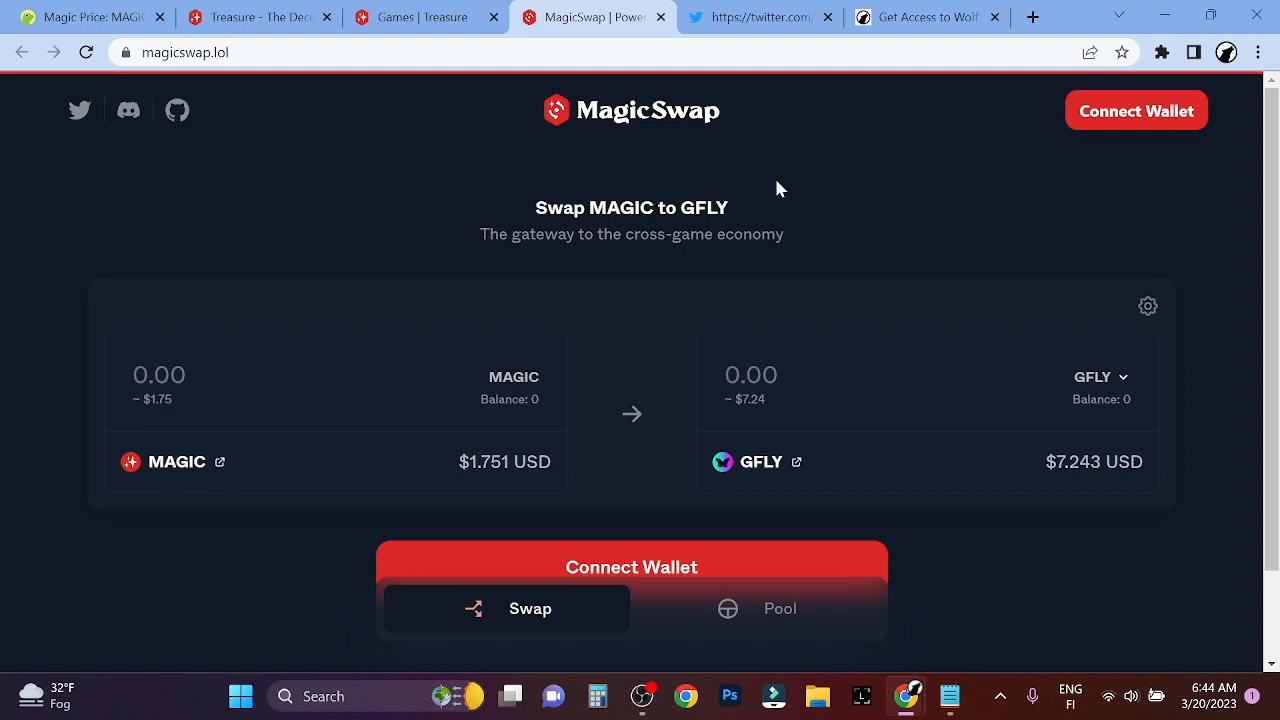 Magic Price: MAGIC
Treasure - The Dece
Games | Treasure
MagicSwap | Power
https://twitter.com/
Get Access to Wolf
magicswap.lol
MagicSwap
Connect Wallet
Swap MAGIC to GFLY
The gateway to the cross-game economy
0.00
MAGIC
~ $1.75
Balance: 0
0.00
GFLY
~ $7.24
Balance: 0
MAGIC
$1.751 USD
GFLY
$7.243 USD
Connect Wallet
Swap
Pool
32°F
Fog
Search
Ps
ENG
FI
6:44 AM
3/20/2023
1